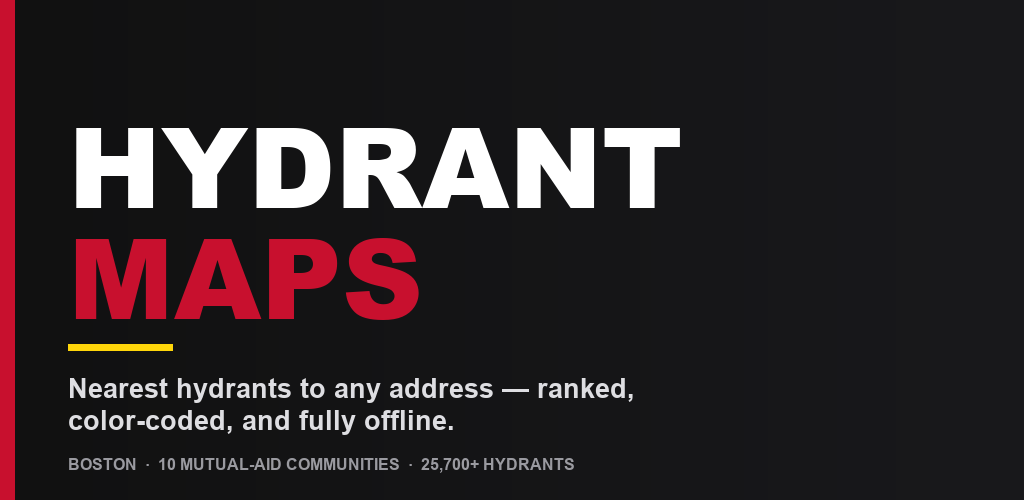 HYDRANT
MAPS
Nearest hydrants to any address — ranked,
color-coded, and fully offline.
BOSTON · 10 MUTUAL-AID COMMUNITIES · 25,700+ HYDRANTS